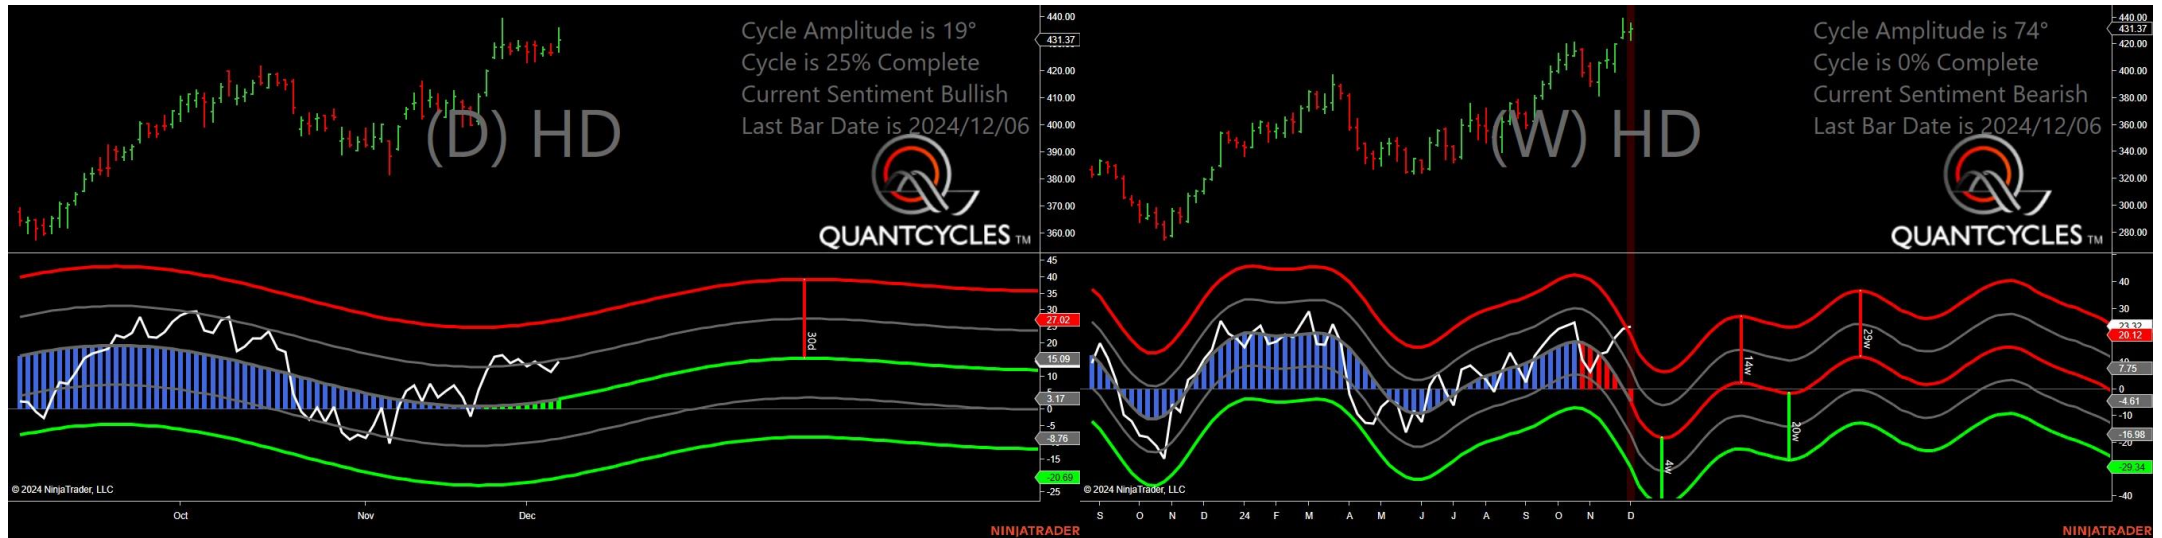 Cycle Amplitude is 19°
Cycle is 25% Complete
Current Sentiment Bullish
Last Bar Date is 2024/12/06
(D) HD
QUANTCYCLES TM
440.00
431.37
420.00
410.00
400.00
390.00
380.00
370.00
360.00
45
40
35
30
27.02
20
15.09
10
5
3.17
0
-5
-8.76
-15
-20.69
-25
30D
© 2024 NinjaTrader, LLC
Oct
Nov
Dec
NINJATRADER
Cycle Amplitude is 74°
Cycle is 0% Complete
Current Sentiment Bearish
Last Bar Date is 2024/12/06
(W) HD
QUANTCYCLES TM
440.00
431.37
420.00
400.00
380.00
360.00
340.00
320.00
300.00
280.00
40
30
23.32
20.12
7.75
0
-4.61
-10
-16.98
-29.34
-40
14w
29w
4w
20w
© 2024 NinjaTrader, LLC
S
O
N
D
24
F
M
A
M
J
J
A
S
O
N
D
NINJATRADER